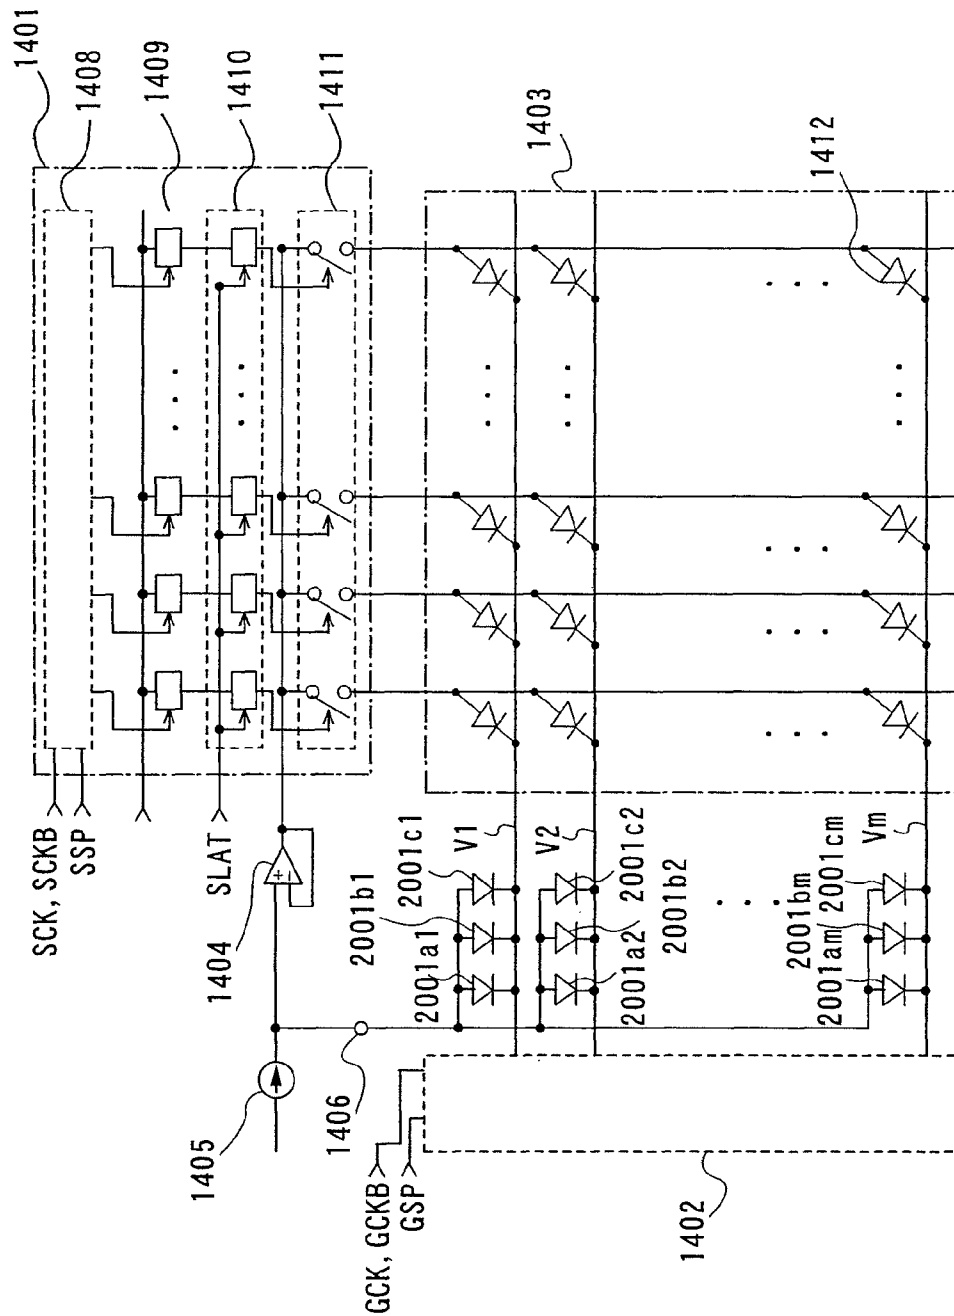 1401
1408
1409
1410
1411
SCK, SCKB
SSP
SLAT
1404
1405
1406
1403
1412
2001a1
2001b1
2001c1
V1
2001a2
2001b2
2001c2
V2
2001am
2001bm
2001cm
Vm
GCK, GCKB
GSP
1402